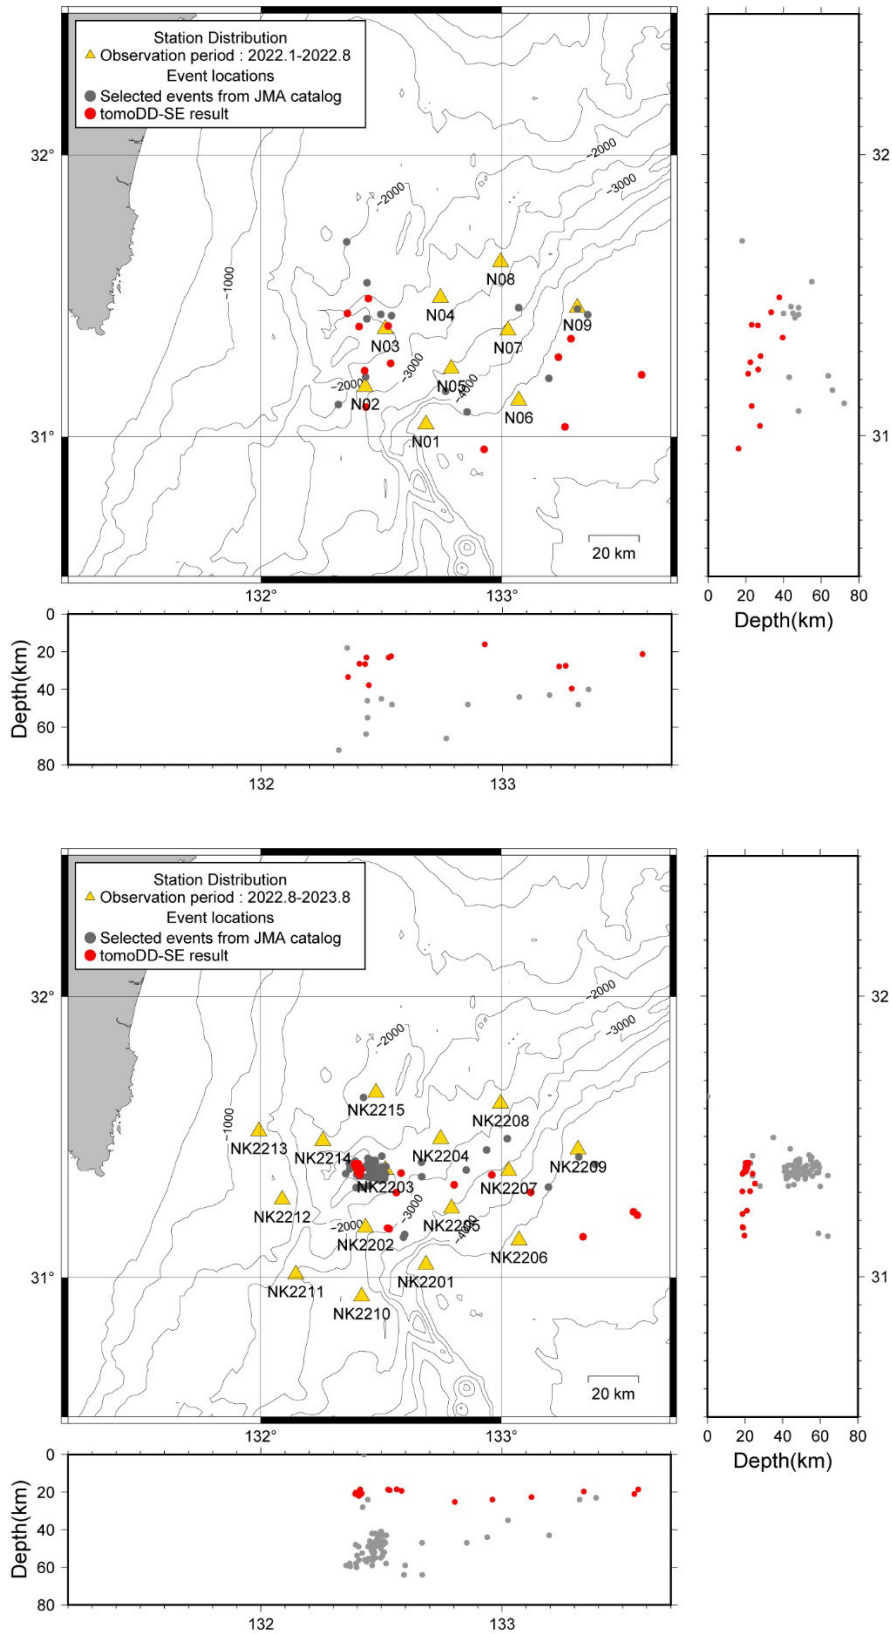 Station Distribution
Observation period : 2022.1-2022.8
Event locations
Selected events from JMA catalog
tomoDD-SE result
32°
31°
32
31
−2000
−3000
−2000
−1000
−3000
−2000
−4000
N08
N04
N09
N03
N07
N05
N02
N06
N01
20 km
132°
133°
0
20
40
60
80
Depth(km)
0
20
40
60
80
Depth(km)
132
133
Station Distribution
Observation period : 2022.8-2023.8
Event locations
Selected events from JMA catalog
tomoDD-SE result
32°
31°
32
31
−2000
−3000
−2000
−1000
−3000
−2000
−4000
NK2215
NK2208
NK2213
NK2214
NK2204
NK2209
NK2203
NK2207
NK2212
NK2205
NK2202
NK2206
NK2211
NK2201
NK2210
20 km
132°
133°
0
20
40
60
80
Depth(km)
0
20
40
60
80
Depth(km)
132
133